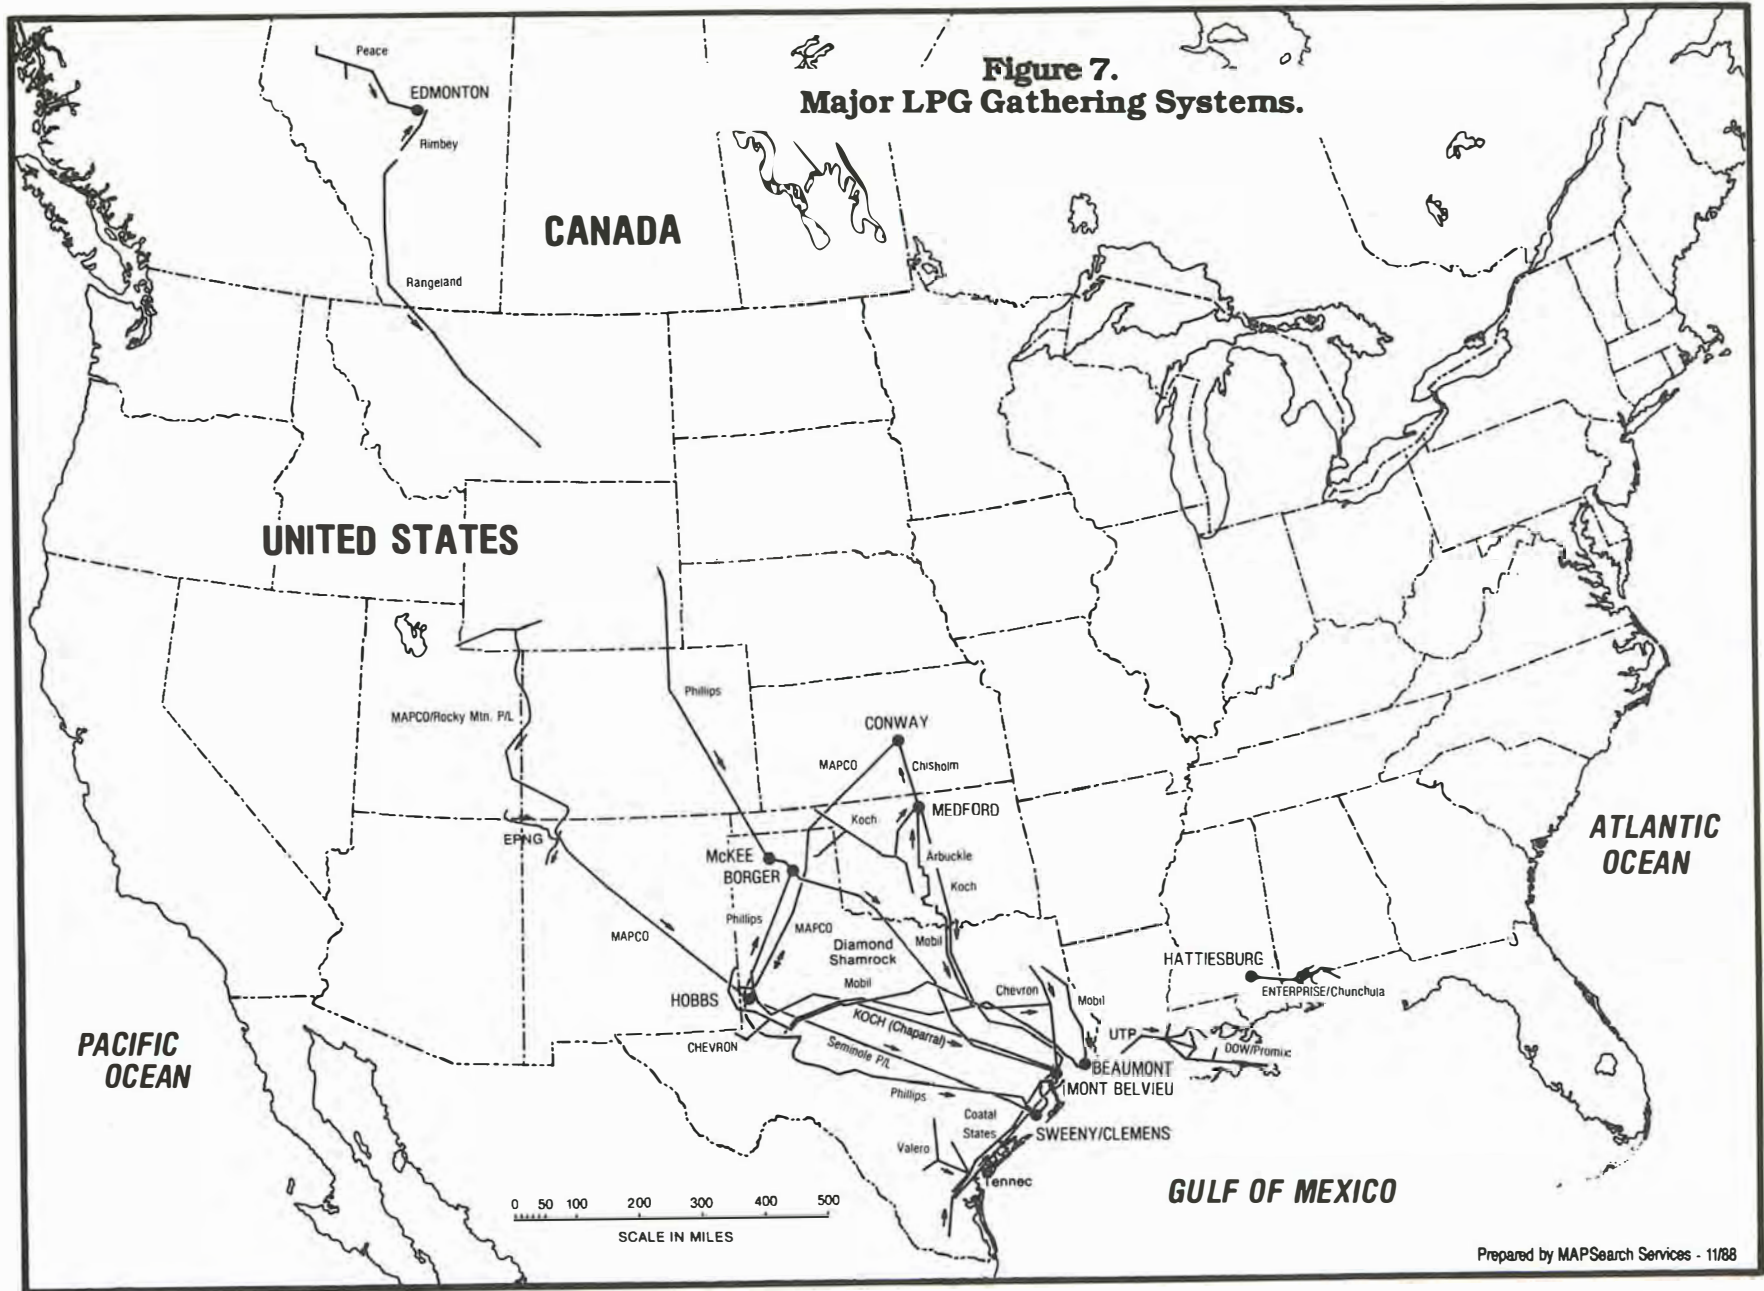 Figure 7.
Major LPG Gathering Systems.
Peace
EDMONTON
Rimbey
CANADA
Rangeland
UNITED STATES
Phillips
MAPCO/Rocky Mtn. P/L
CONWAY
MAPCO
Chisholm
MEDFORD
Koch
EPNG
McKEE
BORGER
Arbuckle
Koch
ATLANTIC
OCEAN
Phillips
MAPCO
MAPCO
Diamond
Shamrock
Mobil
HATTIESBURG
HOBBS
Mobil
Chevron
Mobil
ENTERPRISE/Chunchula
KOCH (Chaparral)
UTP
DOW/Promix
CHEVRON
Seminole P/L
PACIFIC
OCEAN
BEAUMONT
MONT BELVIEU
Phillips
Coatal
States
SWEENY/CLEMENS
Valero
Tennec
GULF OF MEXICO
0 50 100 200 300 400 500
SCALE IN MILES
Prepared by MAPSearch Services - 11/88